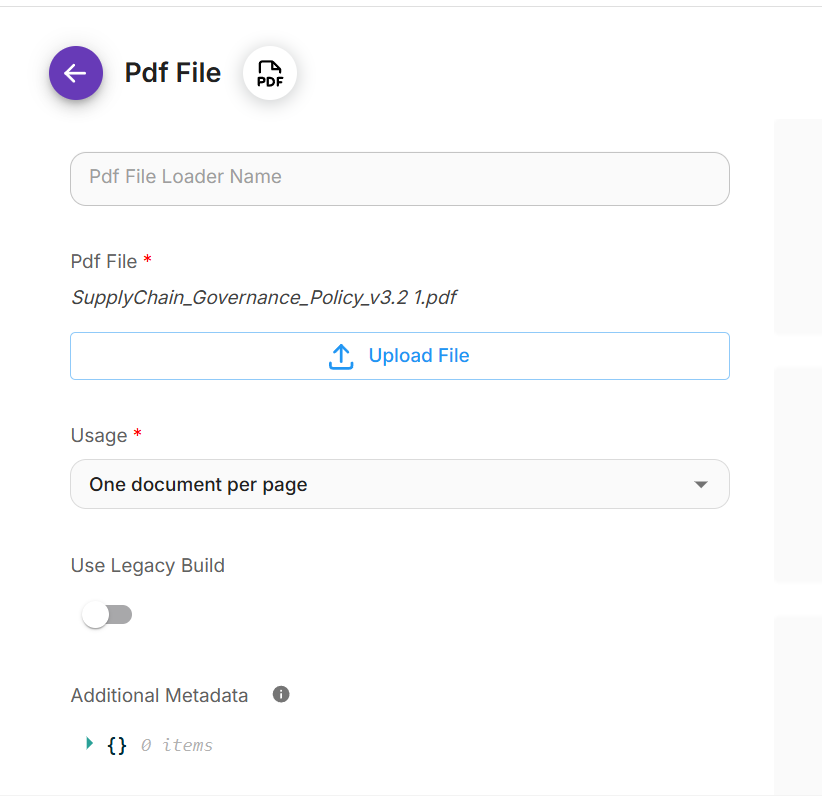 Pdf File
PDF
Pdf File Loader Name
Pdf File *
SupplyChain_Governance_Policy_v3.2 1.pdf
Upload File
Usage *
One document per page
Use Legacy Build
Additional Metadata
{} 0 items